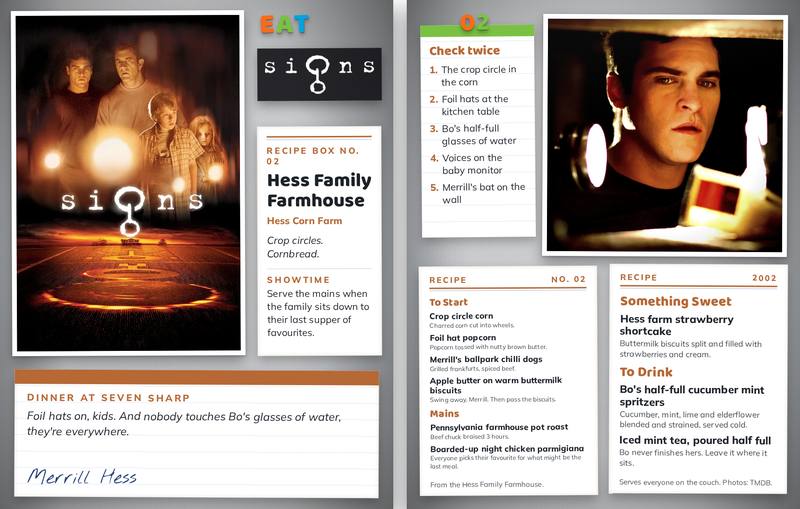 EAT
signs
RECIPE BOX NO.
02
Hess Family
Farmhouse
Hess Corn Farm
Crop circles.
Cornbread.
SHOWTIME
Serve the mains when
the family sits down to
their last supper of
favourites.
signs
DINNER AT SEVEN SHARP
Foil hats on, kids. And nobody touches Bo's glasses of water,
they're everywhere.
Merrill Hess
02
Check twice
1. The crop circle in
the corn
2. Foil hats at the
kitchen table
3. Bo's half-full
glasses of water
4. Voices on the
baby monitor
5. Merrill's bat on the
wall
RECIPE NO. 02
To Start
Crop circle corn
Charred corn cut into wheels.
Foil hat popcorn
Popcorn tossed with nutty brown butter.
Merrill's ballpark chilli dogs
Grilled frankfurts, spiced beef.
Apple butter on warm buttermilk
biscuits
Swing away, Merrill. Then pass the biscuits.
Mains
Pennsylvania farmhouse pot roast
Beef chuck braised 3 hours.
Boarded-up night chicken parmigiana
Everyone picks their favourite for what might be the
last meal.
From the Hess Family Farmhouse.
RECIPE 2002
Something Sweet
Hess farm strawberry
shortcake
Buttermilk biscuits split and filled with
strawberries and cream.
To Drink
Bo's half-full cucumber mint
spritzers
Cucumber, mint, lime and elderflower
blended and strained, served cold.
Iced mint tea, poured half full
Bo never finishes hers. Leave it where it
sits.
Serves everyone on the couch. Photos: TMDB.